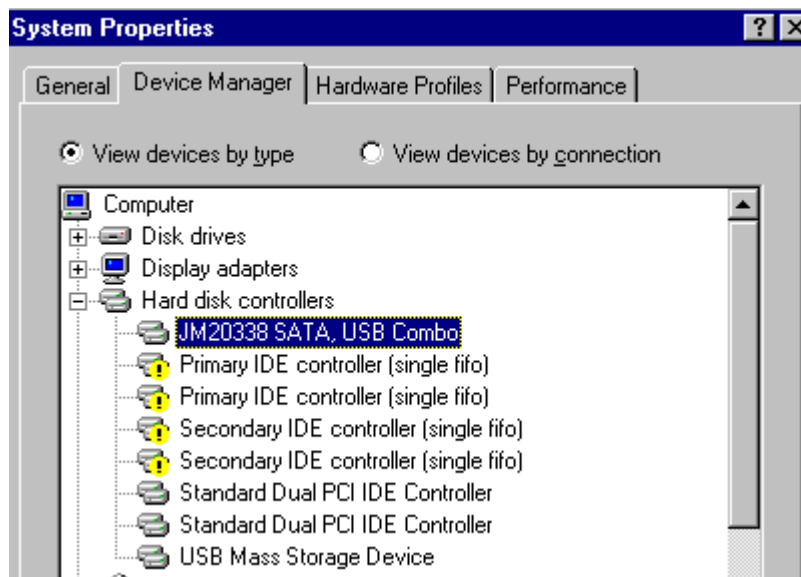 System Properties
General Device Manager Hardware Profiles Performance
View devices by type View devices by connection
Computer
Disk drives
Display adapters
Hard disk controllers
JM20338 SATA, USB Combo
Primary IDE controller (single fifo)
Primary IDE controller (single fifo)
Secondary IDE controller (single fifo)
Secondary IDE controller (single fifo)
Standard Dual PCI IDE Controller
Standard Dual PCI IDE Controller
USB Mass Storage Device